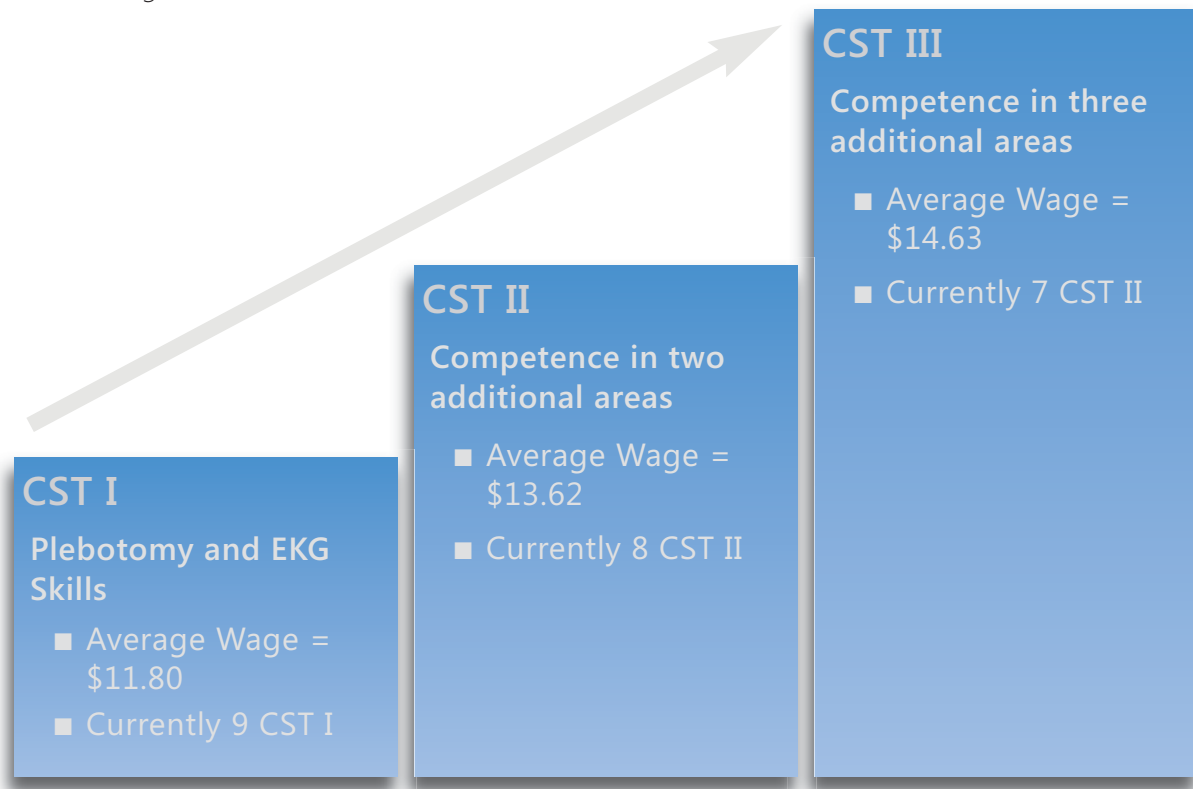 CST I
Plebotomy and EKG
Skills
■ Average Wage =
$11.80
■ Currently 9 CST I
CST II
Competence in two
additional areas
■ Average Wage =
$13.62
■ Currently 8 CST II
CST III
Competence in three
additional areas
■ Average Wage =
$14.63
■ Currently 7 CST II